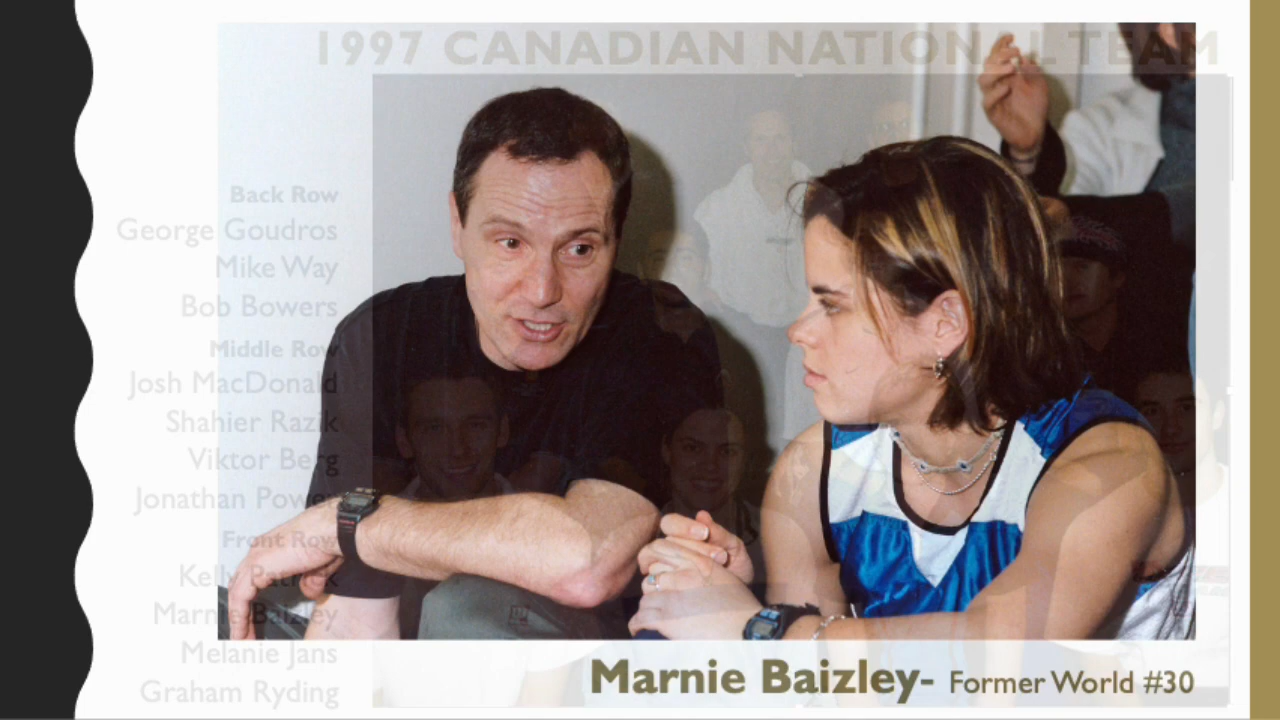 1997 CANADIAN NATIONAL TEAM
Back Row
George Goudros
Mike Way
Bob Bowers
Middle Row
Josh MacDonald
Shahier Razik
Viktor Berg
Jonathan Power
Front Row
Kelly Patrick
Marnie Baizley
Melanie Jans
Graham Ryding
Marnie Baizley- Former World #30